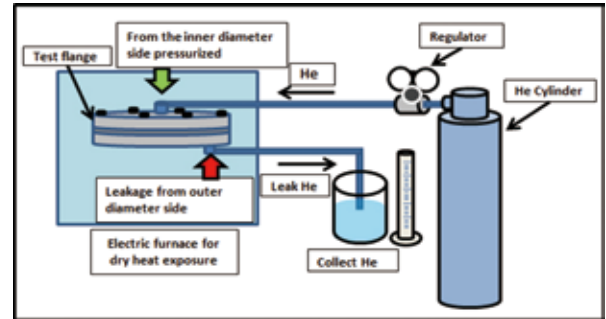 From the inner diameter
side pressurized
Test flange
He
Regulator
He Cylinder
Leakage from outer
diameter side
Leak He
Electric furnace for
dry heat exposure
Collect He